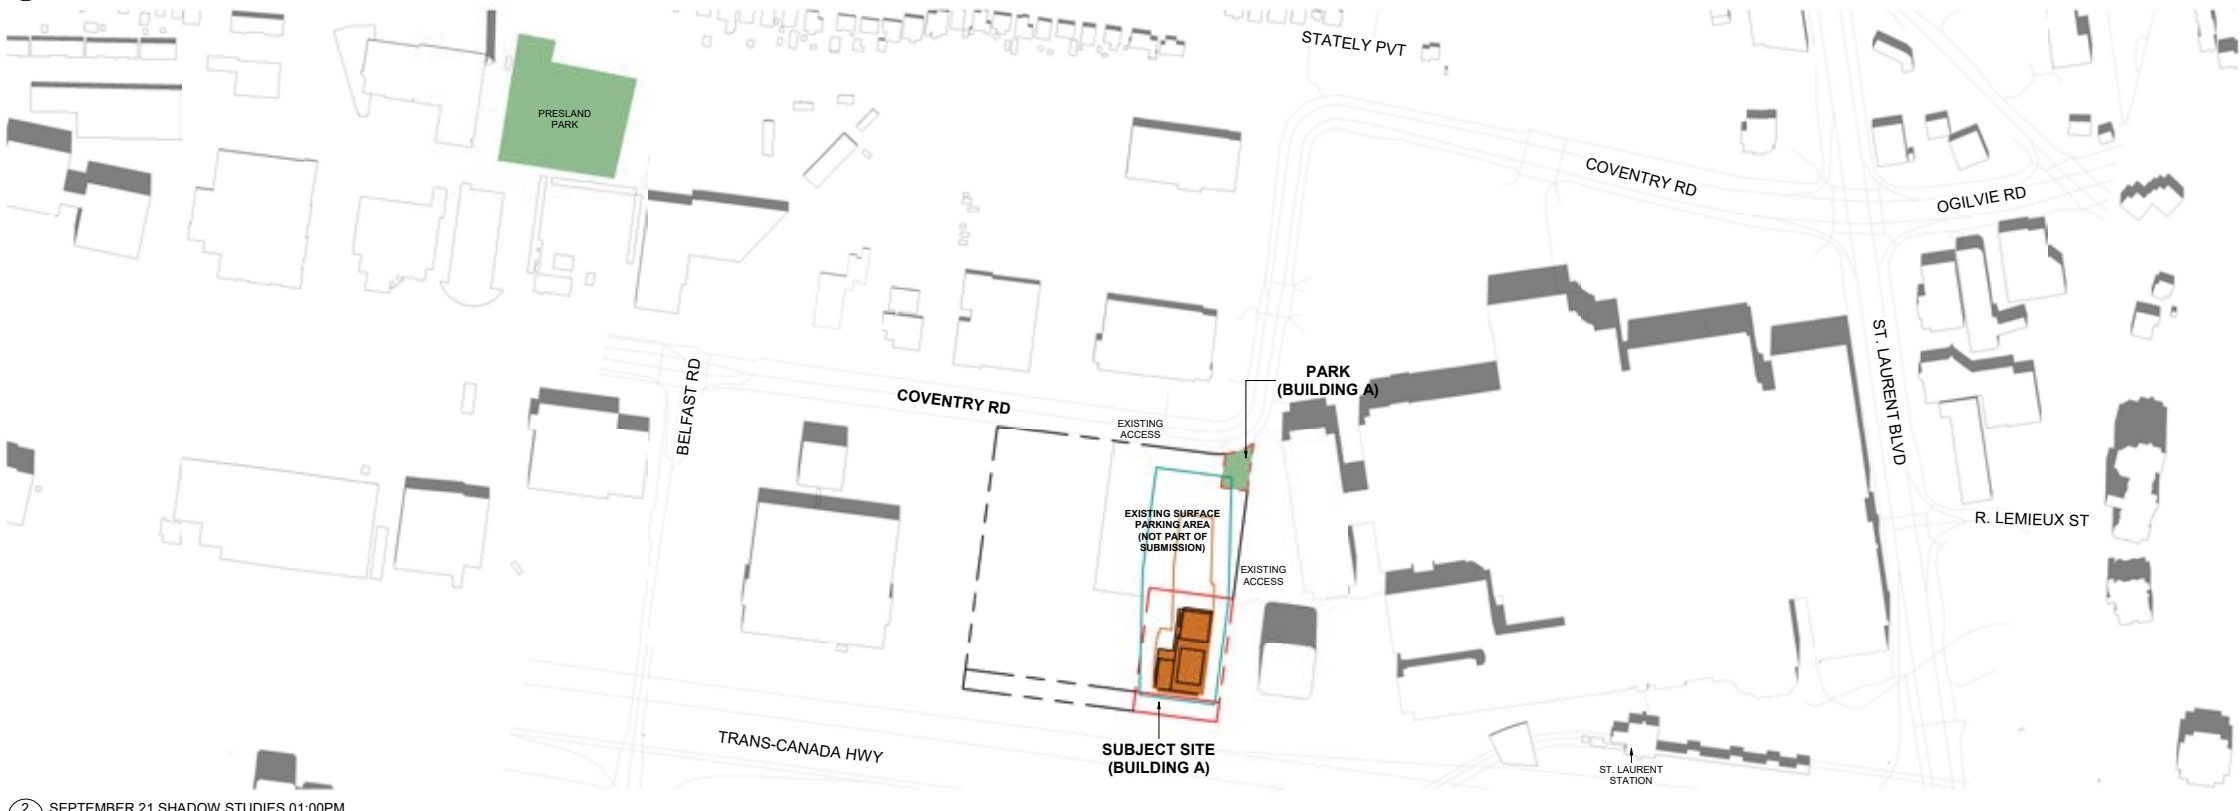 STATELY PVT
PRESLAND
PARK
COVENTRY RD
OGILVIE RD
ST. LAURENT BLVD
BELFAST RD
PARK
(BUILDING A)
COVENTRY RD
EXISTING
ACCESS
EXISTING SURFACE
PARKING AREA
(NOT PART OF
SUBMISSION)
R. LEMIEUX ST
EXISTING
ACCESS
TRANS-CANADA HWY
SUBJECT SITE
(BUILDING A)
ST. LAURENT
STATION
2 SEPTEMBER 21 SHADOW STUDIES 01:00PM